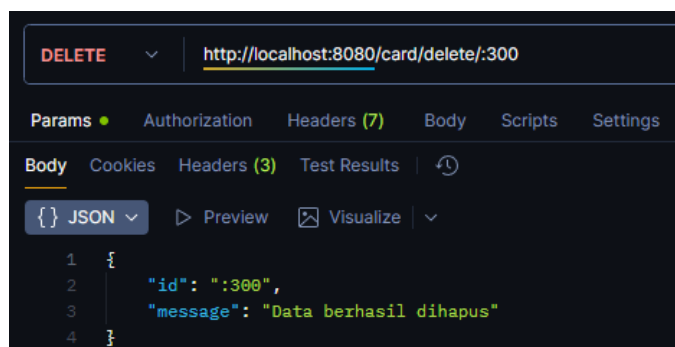 DELETE http://localhost:8080/card/delete/:300
Params Authorization Headers (7) Body Scripts Settings
Body Cookies Headers (3) Test Results
{} JSON Preview Visualize
1 {
2 "id": ":300",
3 "message": "Data berhasil dihapus"
4 }